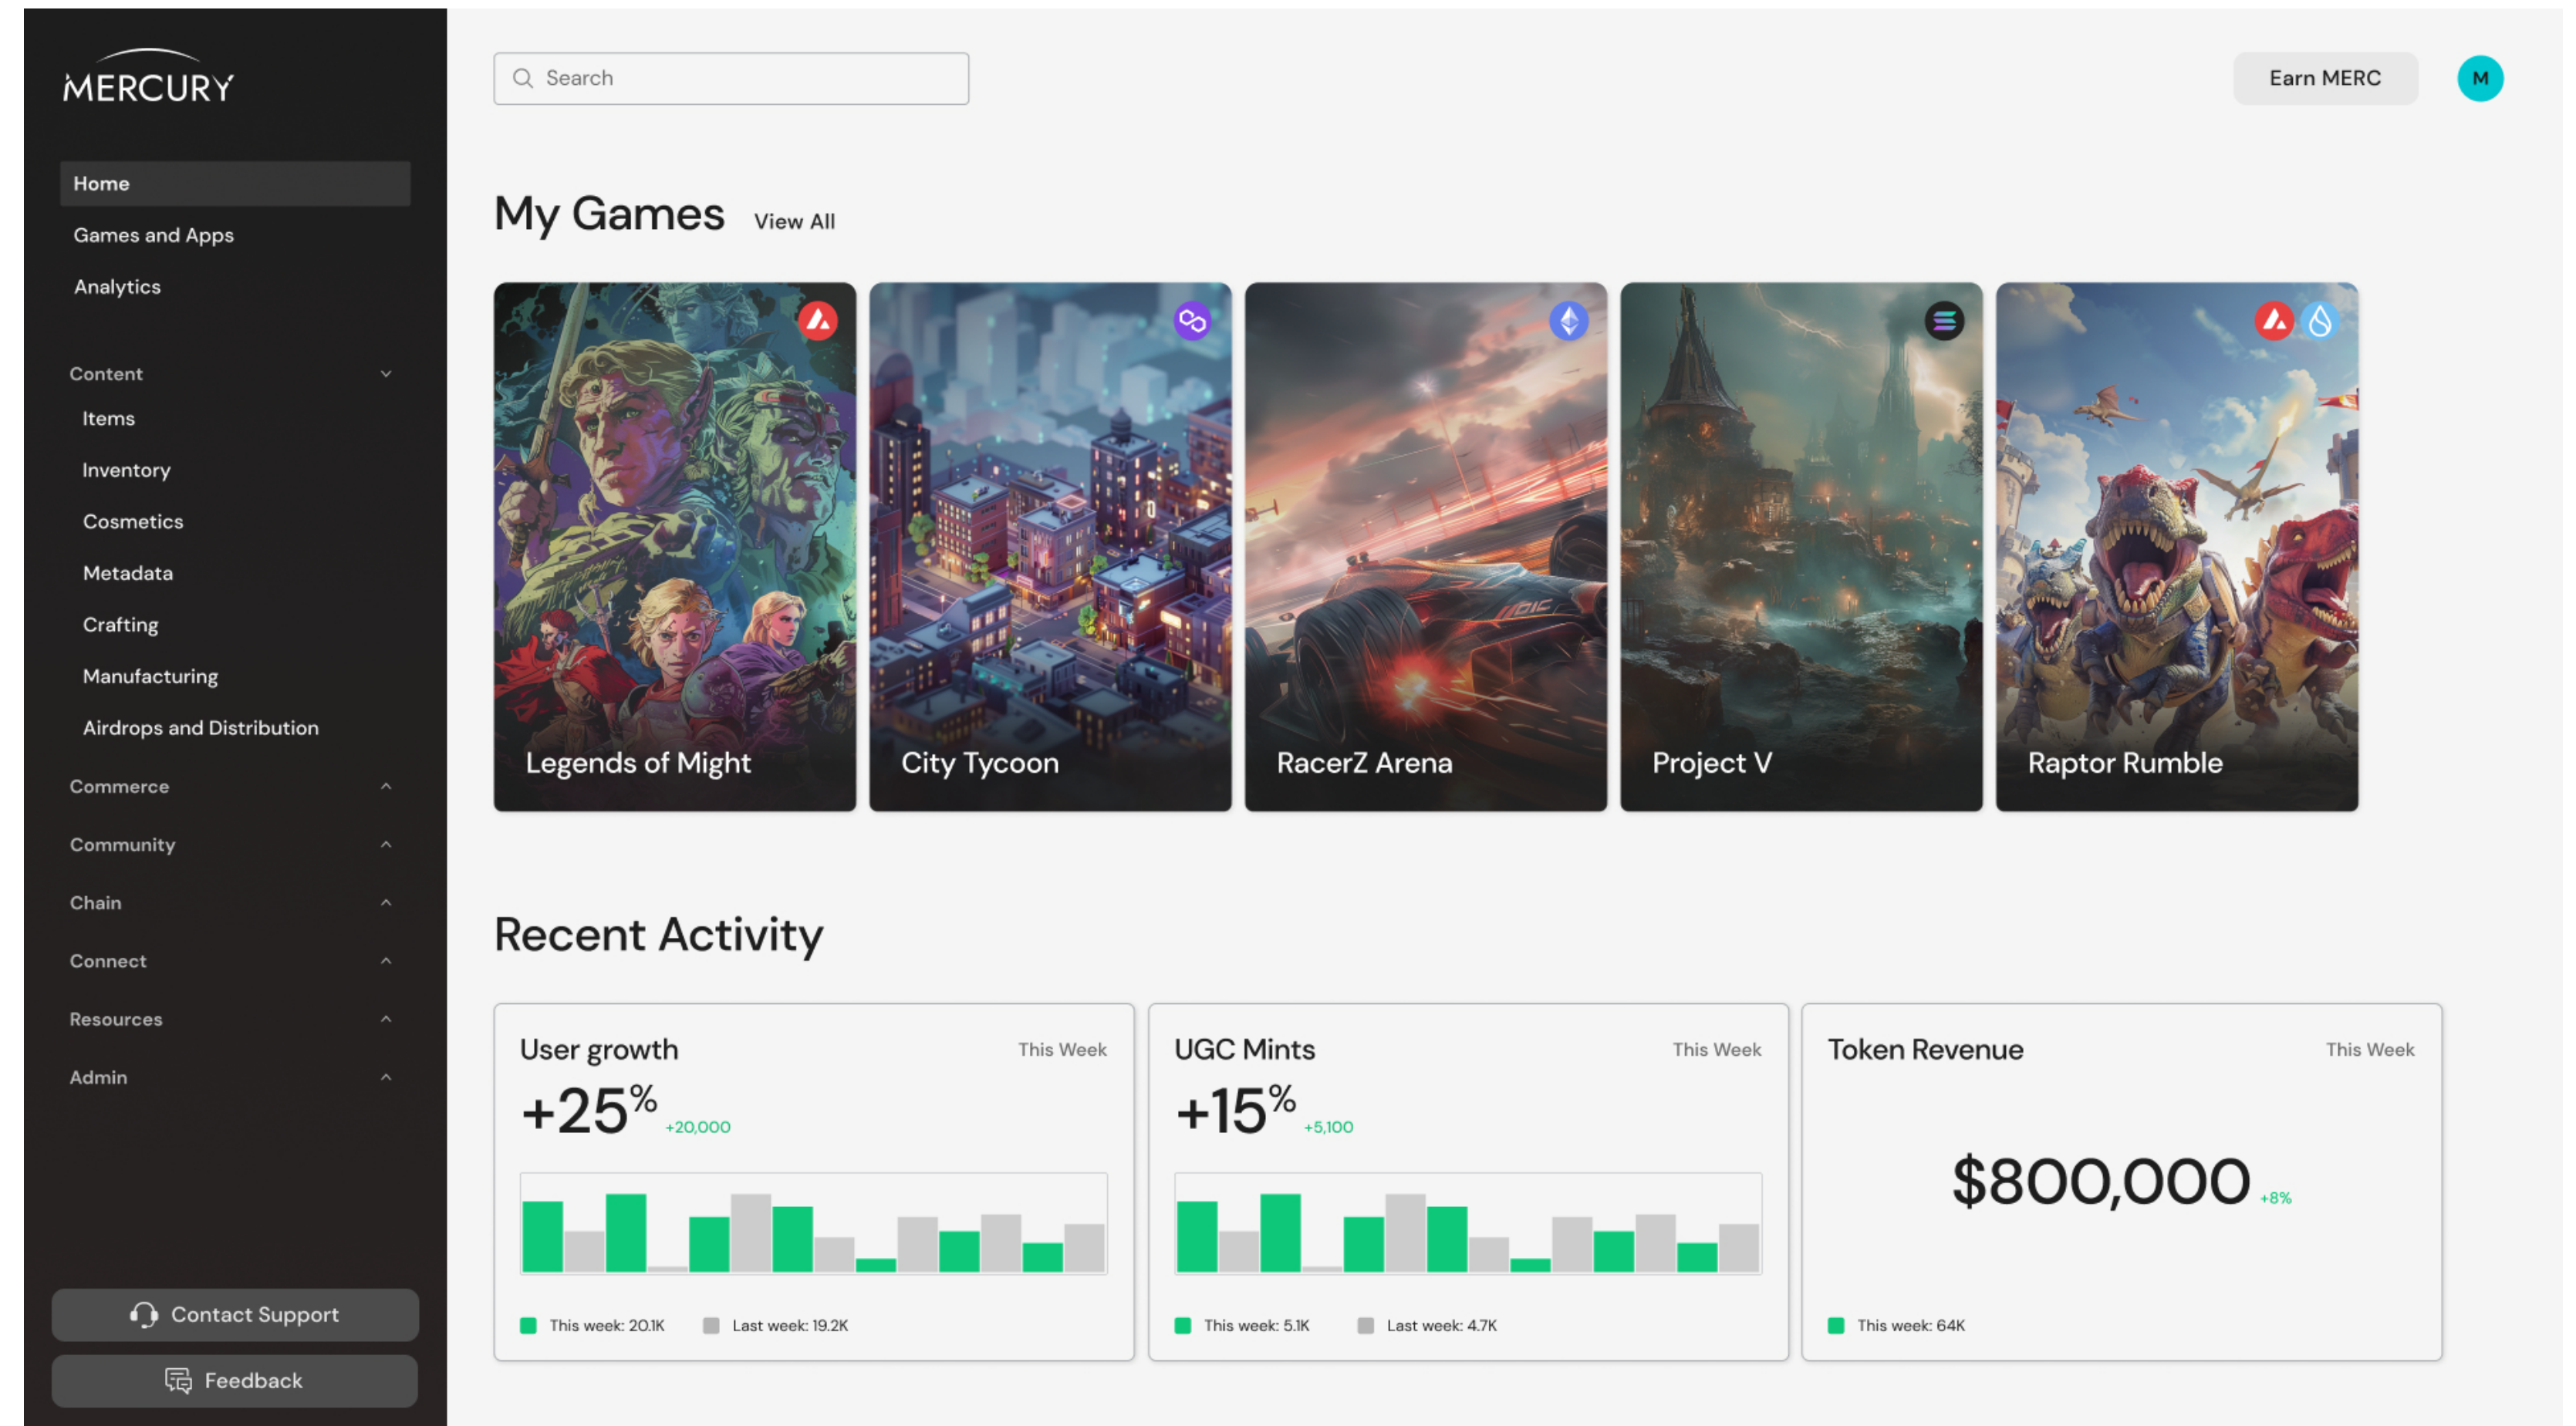 MERCURY
Home
Games and Apps
Analytics
Content
Items
Inventory
Cosmetics
Metadata
Crafting
Manufacturing
Airdrops and Distribution
Commerce
Community
Chain
Connect
Resources
Admin
Contact Support
Feedback
Search
Earn MERC
M
My Games View All
Legends of Might
City Tycoon
RacerZ Arena
Project V
Raptor Rumble
Recent Activity
User growth This Week
+25% +20,000
This week: 20.1K Last week: 19.2K
UGC Mints This Week
+15% +5,100
This week: 5.1K Last week: 4.7K
Token Revenue This Week
$800,000 +8%
This week: 64K